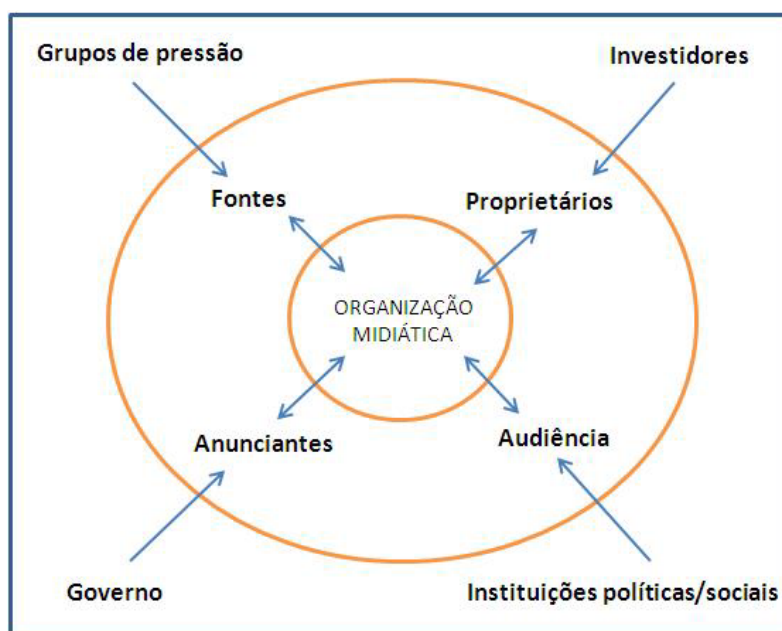 Grupos de pressão
Investidores
Fontes
Proprietários
ORGANIZAÇÃO
MIDIÁTICA
Anunciantes
Audiência
Governo
Instituições políticas/sociais